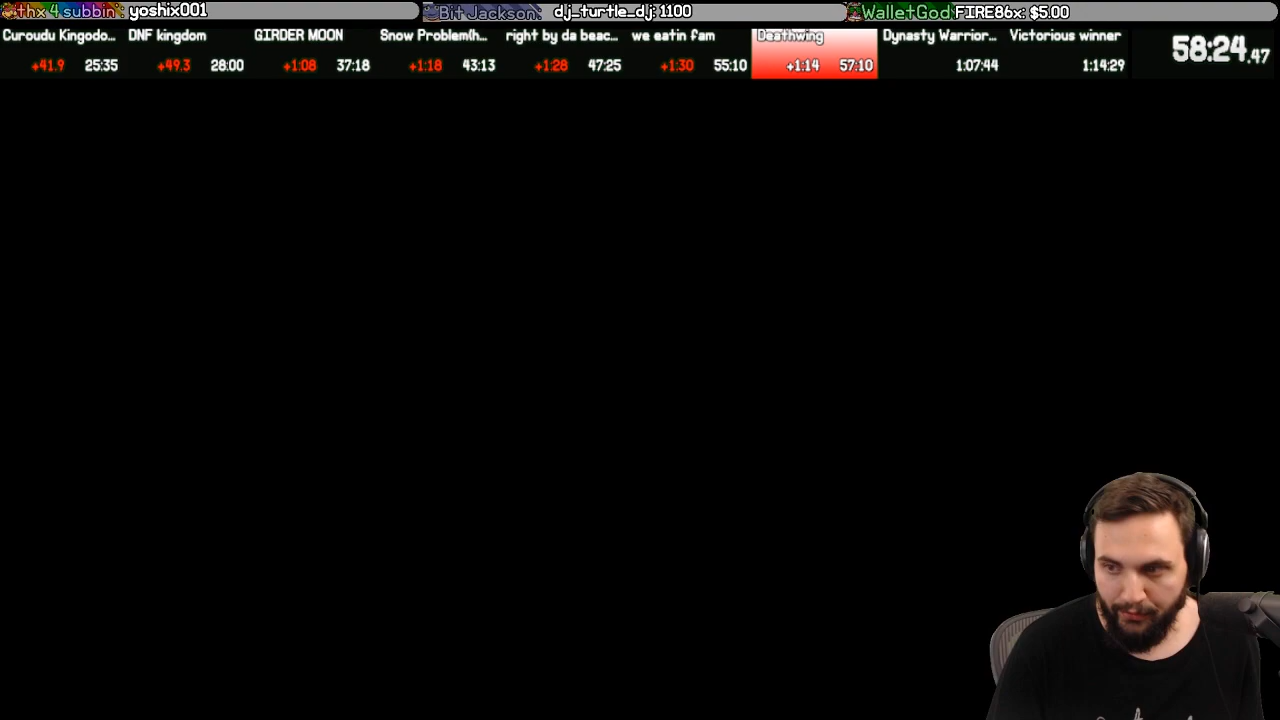 thx 4 subbin': yoshix001
Bit Jackson: dj_turtle_dj: 1100
WalletGod FIRE86x: $5.00
Curoudu Kingodo... DNF kingdom GIRDER MOON Snow Problem(h... right by da beac... we eatin fam Deathwing Dynasty Warrior... Victorious winner
+41.9 25:35 +49.3 28:00 +1:08 37:18 +1:18 43:13 +1:28 47:25 +1:30 55:10 +1:14 57:10 1:07:44 1:14:29
58:24.47